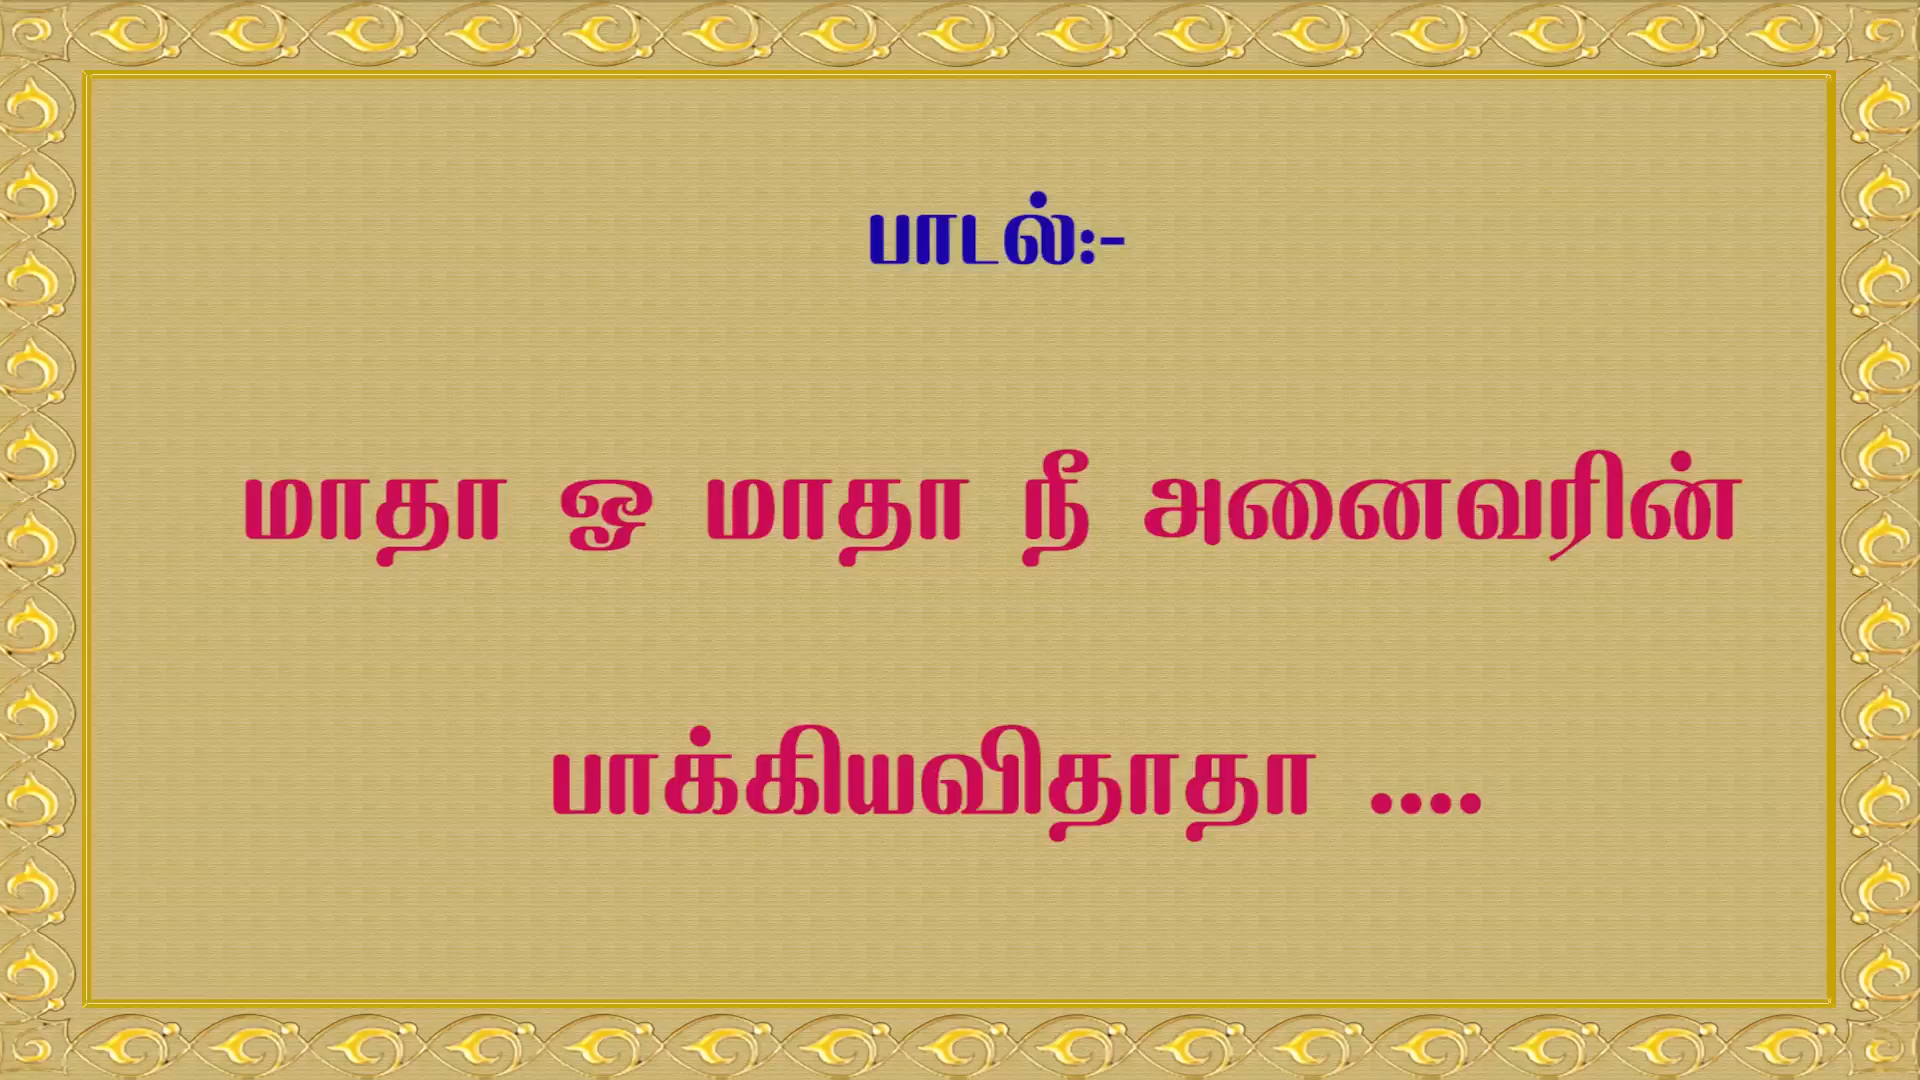 பாடல்:-
மாதா ஓ மாதா நீ அனைவரின்
பாக்கியவிதாதா ....